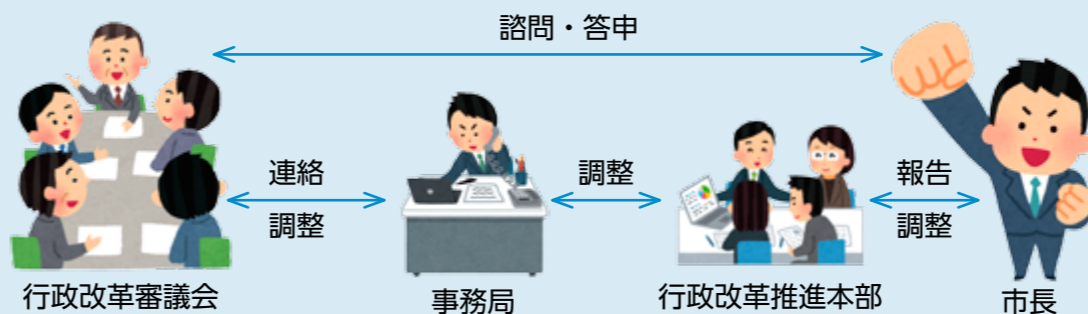 諮問・答申
連絡
調整
調整
報告
調整
行政改革審議会
事務局
行政改革推進本部
市長